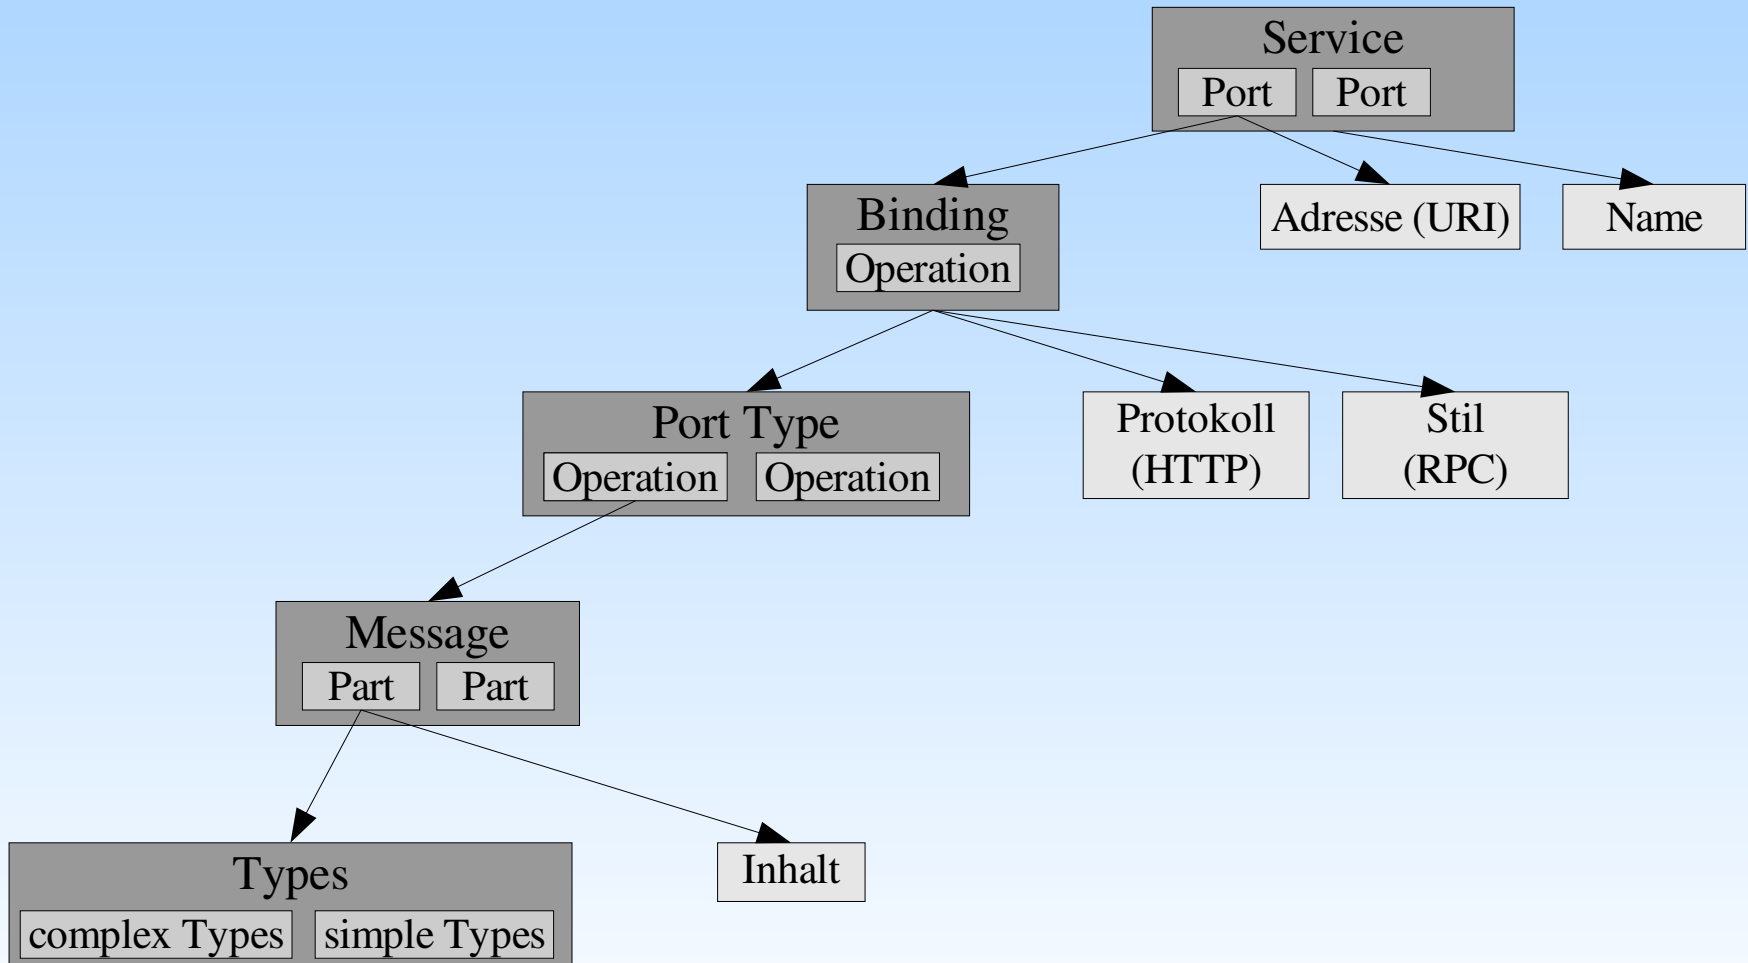 Service
Port Port
Binding
Operation
Adresse (URI)
Name
Port Type
Operation Operation
Protokoll
(HTTP)
Stil
(RPC)
Message
Part Part
Types
complex Types simple Types
Inhalt